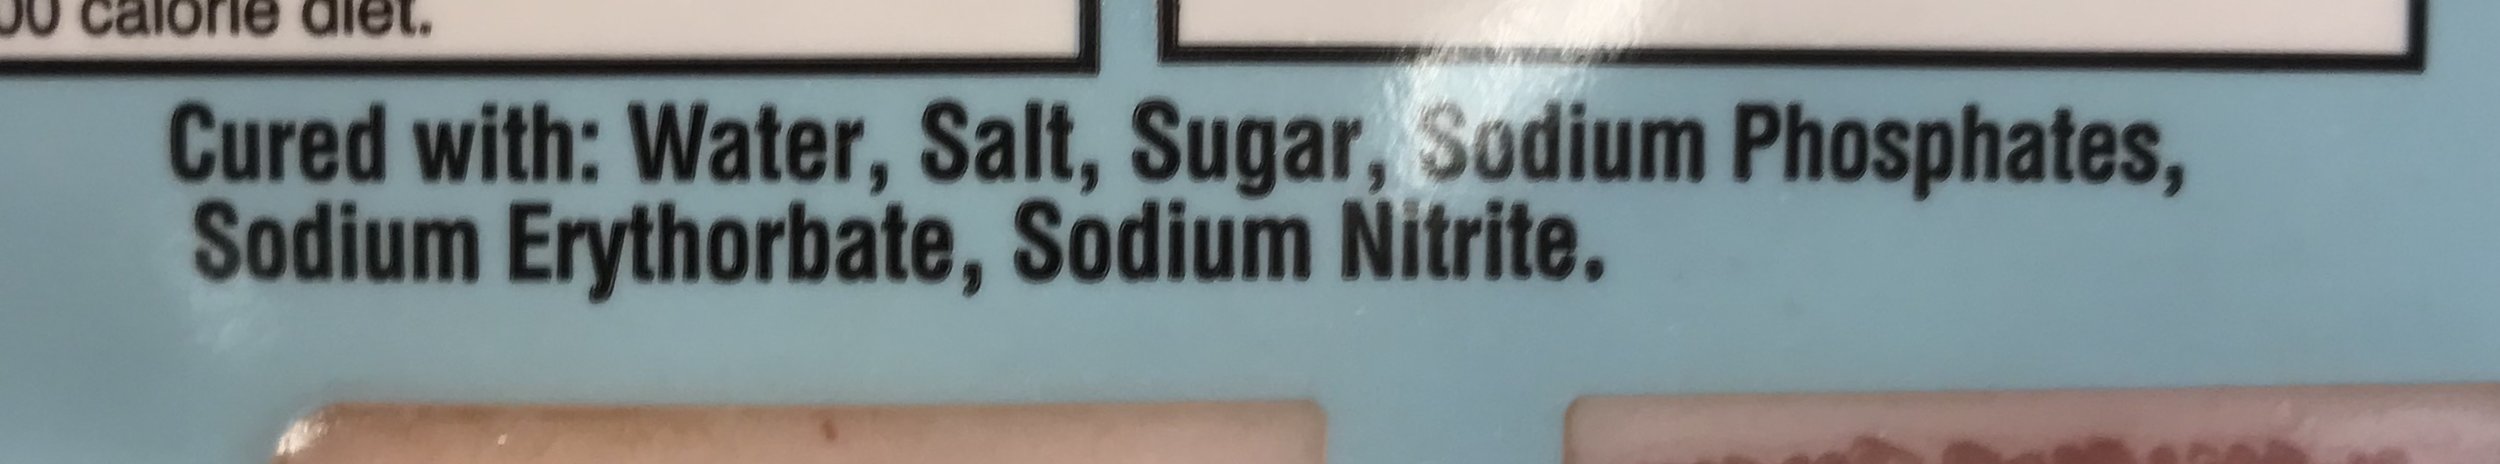 00 calorie diet.
Cured with: Water, Salt, Sugar, Sodium Phosphates,
Sodium Erythorbate, Sodium Nitrite.